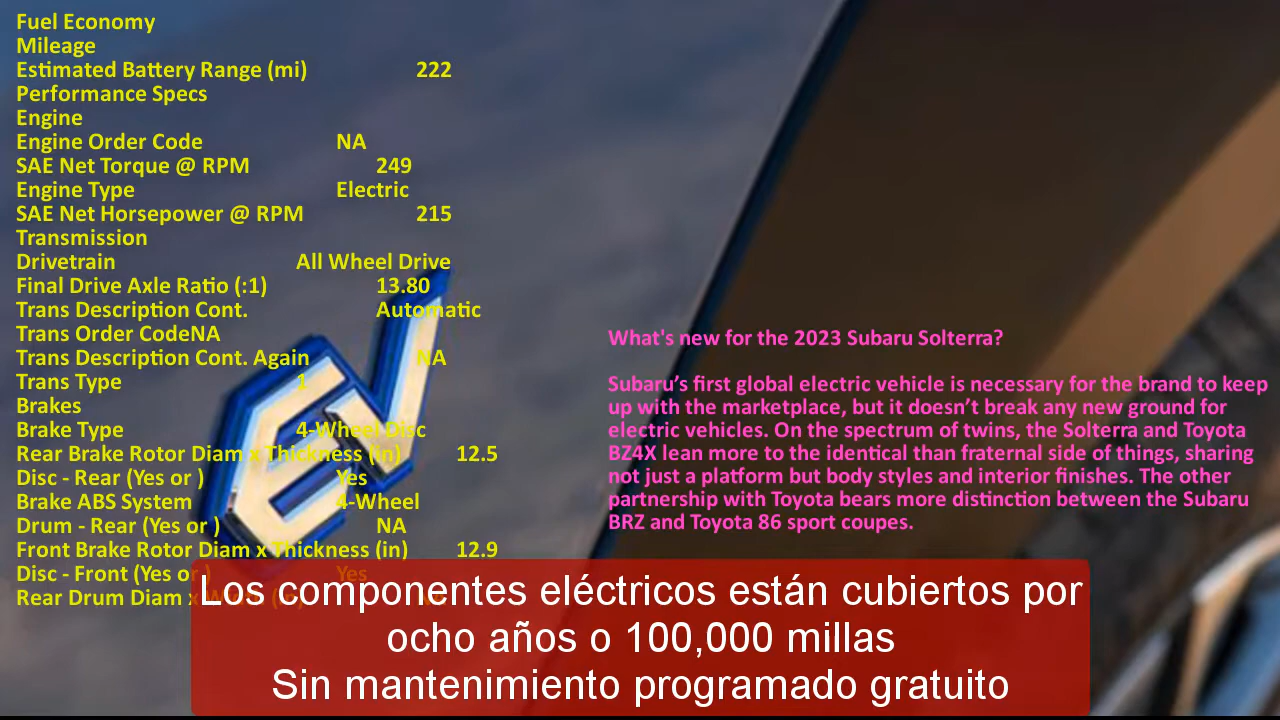 Fuel Economy
Mileage
Estimated Battery Range (mi) 222
Performance Specs
Engine
Engine Order Code NA
SAE Net Torque @ RPM 249
Engine Type Electric
SAE Net Horsepower @ RPM 215
Transmission
Drivetrain All Wheel Drive
Final Drive Axle Ratio (:1) 13.80
Trans Description Cont. Automatic
Trans Order CodeNA
Trans Description Cont. Again NA
Trans Type 1
Brakes
Brake Type 4-Wheel Disc
Rear Brake Rotor Diam x Thickness (in) 12.5
Disc - Rear (Yes or ) Yes
Brake ABS System 4-Wheel
Drum - Rear (Yes or ) NA
Front Brake Rotor Diam x Thickness (in) 12.9
Disc - Front (Yes or ) Yes
Rear Drum Diam x Width (in) NA
EV
What's new for the 2023 Subaru Solterra?
Subaru’s first global electric vehicle is necessary for the brand to keep
up with the marketplace, but it doesn’t break any new ground for
electric vehicles. On the spectrum of twins, the Solterra and Toyota
BZ4X lean more to the identical than fraternal side of things, sharing
not just a platform but body styles and interior finishes. The other
partnership with Toyota bears more distinction between the Subaru
BRZ and Toyota 86 sport coupes.
Los componentes eléctricos están cubiertos por
ocho años o 100,000 millas
Sin mantenimiento programado gratuito